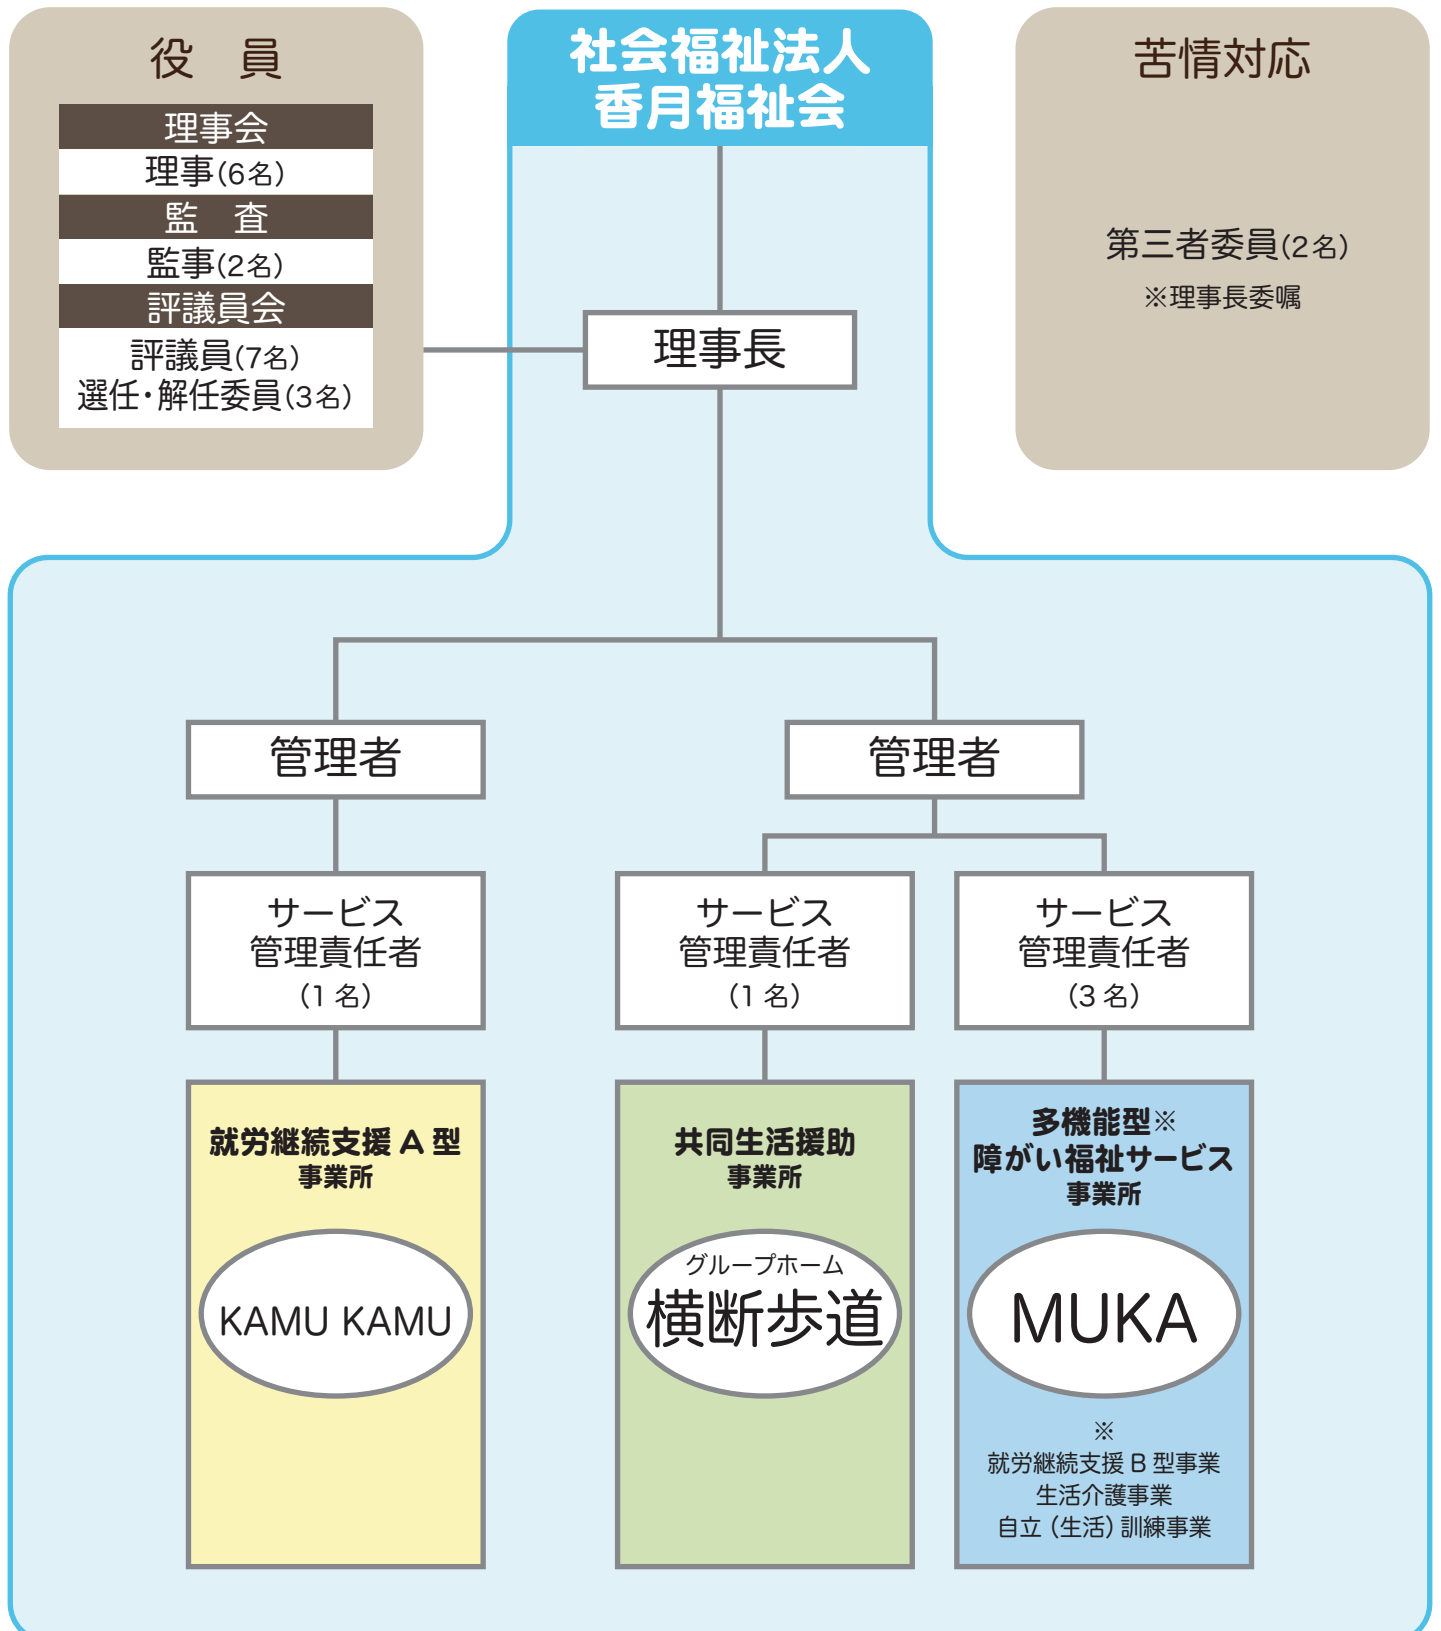 役　員
理事会
理事(6名)
監　査
監事(2名)
評議員会
評議員(7名)
選任・解任委員(3名)
社会福祉法人
香月福祉会
苦情対応
第三者委員(2名)
※理事長委嘱
理事長
管理者
管理者
サービス
管理責任者
(1名)
サービス
管理責任者
(1名)
サービス
管理責任者
(3名)
就労継続支援A型
事業所
KAMU KAMU
共同生活援助
事業所
グループホーム
横断歩道
多機能型※
障がい福祉サービス
事業所
MUKA
※
就労継続支援B型事業
生活介護事業
自立(生活)訓練事業